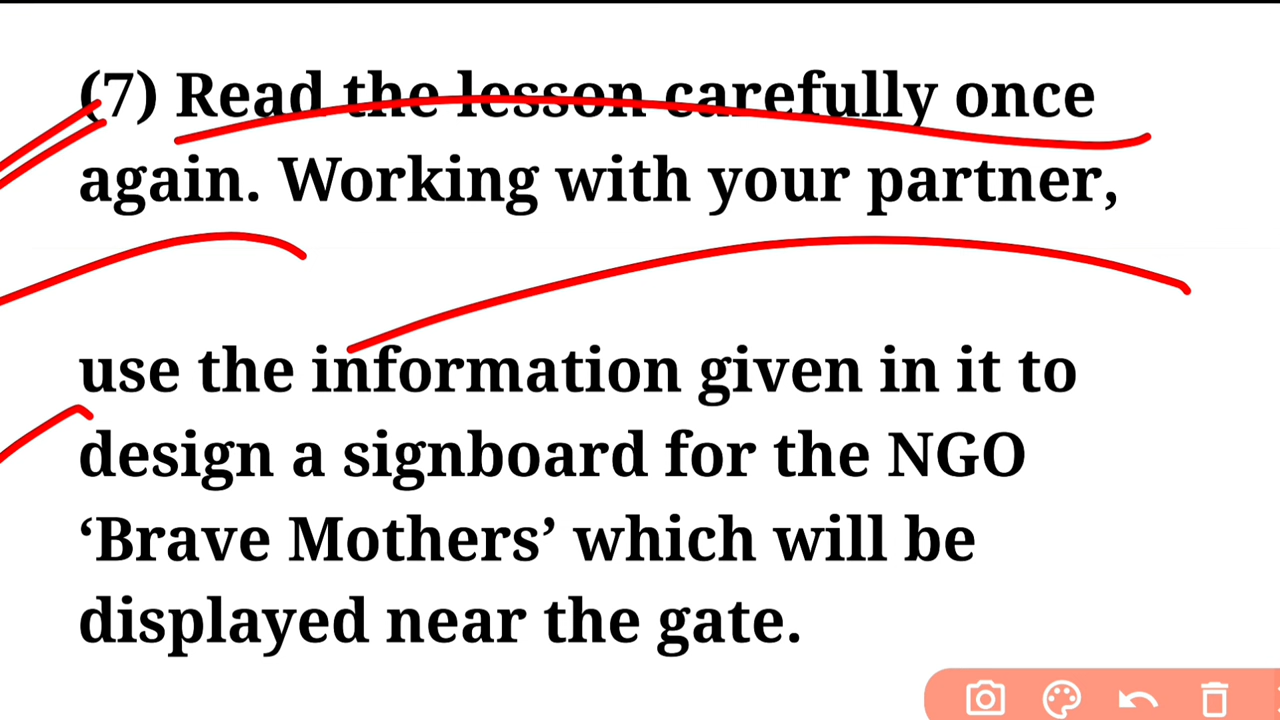 (7) Read the lesson carefully once
again. Working with your partner,
use the information given in it to
design a signboard for the NGO
‘Brave Mothers’ which will be
displayed near the gate.